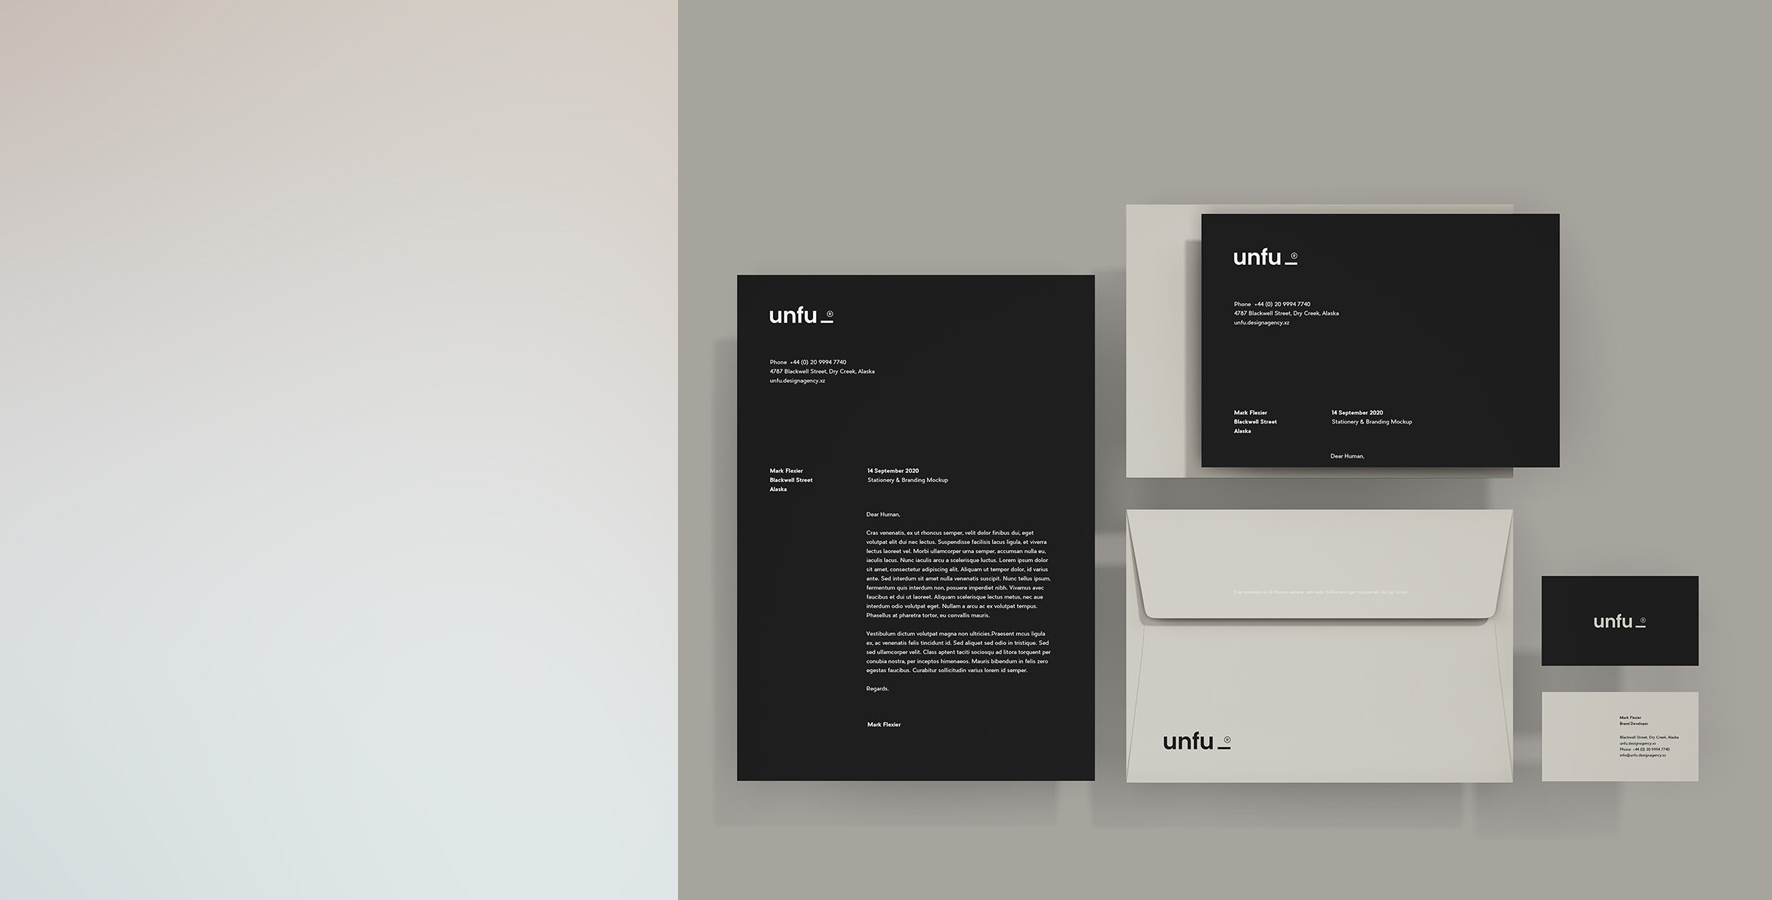 unfu_®
Phone +44 (0) 20 9994 7740
4787 Blackwell Street, Dry Creek, Alaska
unfu.designagency.xz
Mark Flexier
Blackwell Street
Alaska
14 September 2020
Stationery & Branding Mockup
Dear Human,
Cras venenatis, ex ut rhoncus semper, velit dolor finibus dui, eget
volutpat elit dui nec lectus. Suspendisse facilisis lacus ligula, et viverra
lectus laoreet vel. Morbi ullamcorper urna semper, accumsan nulla eu,
iaculis lacus. Nunc iaculis arcu a scelerisque luctus. Lorem ipsum dolor
sit amet, consectetur adipiscing elit. Aliquam ut tempor dolor, id varius
ante. Sed interdum sit amet nulla venenatis suscipit. Nunc tellus ipsum,
fermentum quis interdum non, posuere imperdiet nibh. Vivamus avec
faucibus et dui ut laoreet. Aliquam scelerisque lectus metus, nec aue
interdum odio volutpat eget. Nullam a arcu ac ex volutpat tempus.
Phasellus at pharetra tortor, eu convallis mauris.
Vestibulum dictum volutpat magna non ultricies.Praesent rncus ligula
ex, ac venenatis felis tincidunt id. Sed aliquet sed odio in tristique. Sed
sed ullamcorper velit. Class aptent taciti sociosqu ad litora torquent per
conubia nostra, per inceptos himenaeos. Mauris bibendum in felis zero
egestas faucibus. Curabitur sollicitudin varius lorem id semper.
Regards.
Mark Flexier
unfu_®
Phone +44 (0) 20 9994 7740
4787 Blackwell Street, Dry Creek, Alaska
unfu.designagency.xz
Mark Flexier
Blackwell Street
Alaska
14 September 2020
Stationery & Branding Mockup
Dear Human,
unfu_®
unfu_®
Mark Flexier
Brand Developer
Blackwell Street, Dry Creek, Alaska
unfu.designagency.xz
Phone +44 (0) 20 9994 7740
info@unfu.designagency.xz